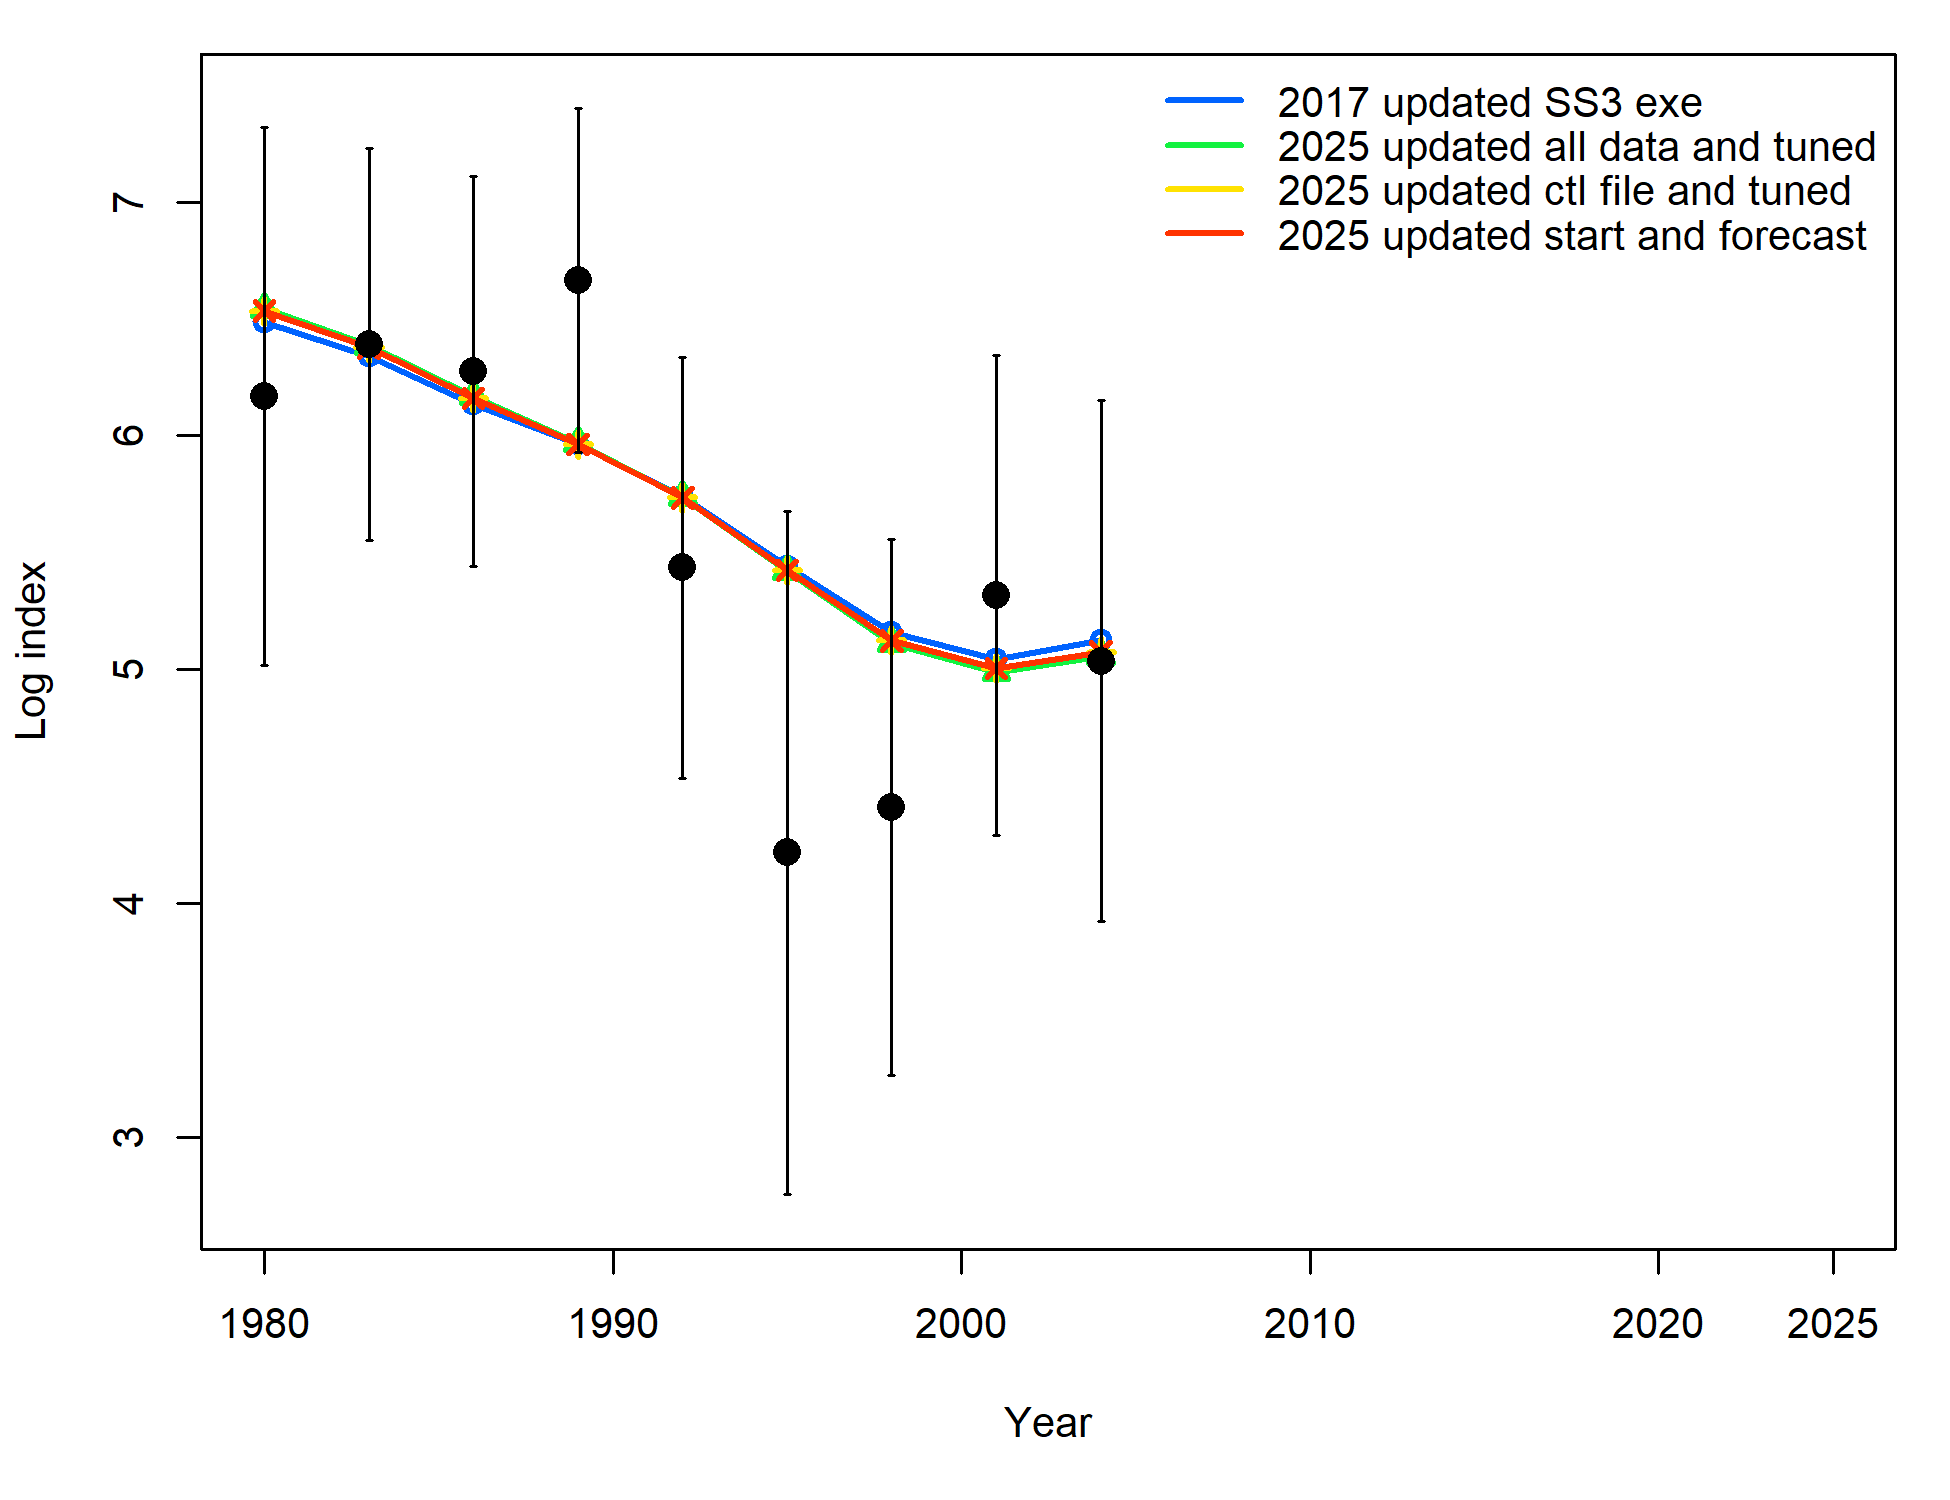 2017 updated SS3 exe
2025 updated all data and tuned
2025 updated ctl file and tuned
2025 updated start and forecast
Log index
7
6
5
4
3
1980 1990 2000 2010 2020 2025
Year